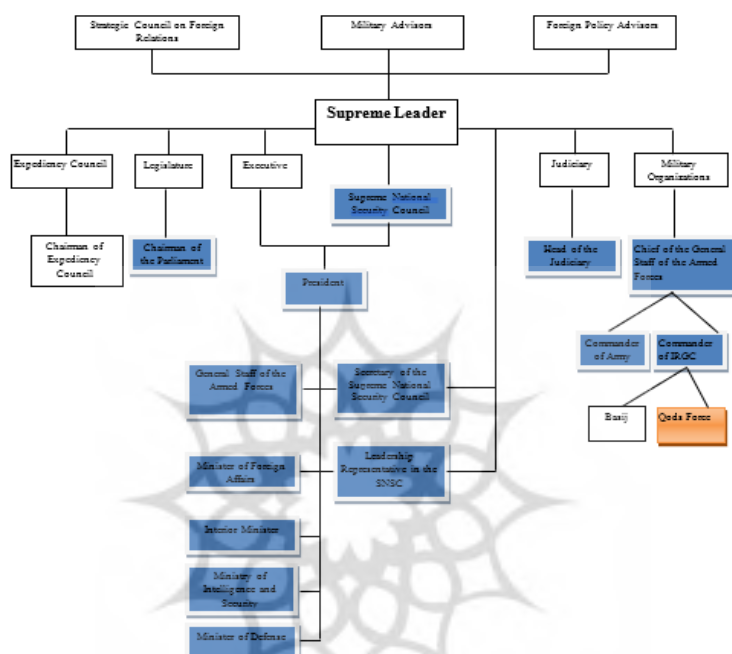 Strategic Council on Foreign
Relations
Military Advisors
Foreign Policy Advisors
Supreme Leader
Expediency Council
Legislature
Executive
Judiciary
Military
Organizations
Supreme National
Security Council
Chairman of
Expediency Council
Chairman of
the Parliament
Head of the
Judiciary
Chief of the General
Staff of the Armed
Forces
President
Commander
of Army
Commander
of IRGC
General Staff of the
Armed Forces
Secretary of the
Supreme National
Security Council
Basij
Qods Force
Minister of Foreign
Affairs
Leadership
Representative in the
SNSC
Interior Minister
Ministry of
Intelligence and
Security
Minister of Defense